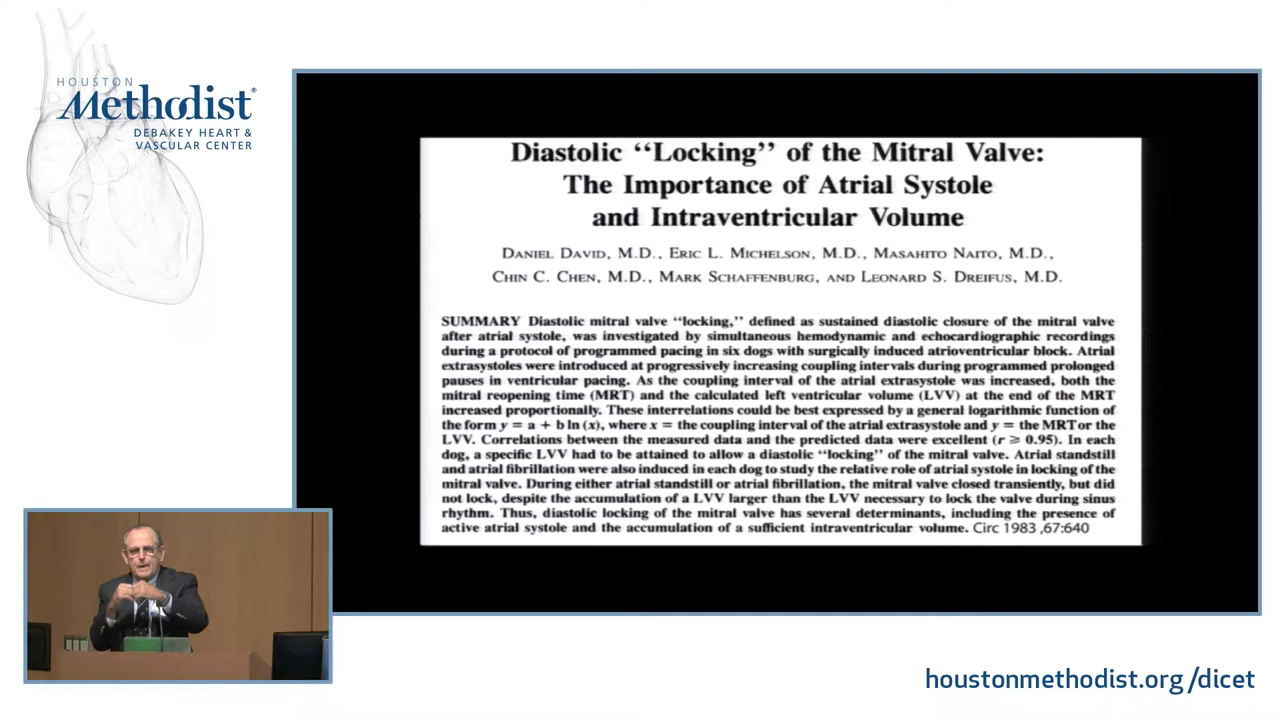 HOUSTON
Methodist®
DEBAKEY HEART &
VASCULAR CENTER
Diastolic “Locking” of the Mitral Valve:
The Importance of Atrial Systole
and Intraventricular Volume
DANIEL DAVID, M.D., ERIC L. MICHELSON, M.D., MASAHITO NAITO, M.D.,
CHIN C. CHEN, M.D., MARK SCHAFFENBURG, AND LEONARD S. DREIFUS, M.D.
SUMMARY Diastolic mitral valve “locking,” defined as sustained diastolic closure of the mitral valve
after atrial systole, was investigated by simultaneous hemodynamic and echocardiographic recordings
during a protocol of programmed pacing in six dogs with surgically induced atrioventricular block. Atrial
extrasystoles were introduced at progressively increasing coupling intervals during programmed prolonged
pauses in ventricular pacing. As the coupling interval of the atrial extrasystole was increased, both the
mitral reopening time (MRT) and the calculated left ventricular volume (LVV) at the end of the MRT
increased proportionally. These interrelations could be best expressed by a general logarithmic function of
the form y = a + b ln (x), where x = the coupling interval of the atrial extrasystole and y = the MRT or the
LVV. Correlations between the measured data and the predicted data were excellent (r ≥ 0.95). In each
dog, a specific LVV had to be attained to allow a diastolic “locking” of the mitral valve. Atrial standstill
and atrial fibrillation were also induced in each dog to study the relative role of atrial systole in locking of the
mitral valve. During either atrial standstill or atrial fibrillation, the mitral valve closed transiently, but did
not lock, despite the accumulation of a LVV larger than the LVV necessary to lock the valve during sinus
rhythm. Thus, diastolic locking of the mitral valve has several determinants, including the presence of
active atrial systole and the accumulation of a sufficient intraventricular volume. Circ 1983 ,67:640
houstonmethodist.org/dicet